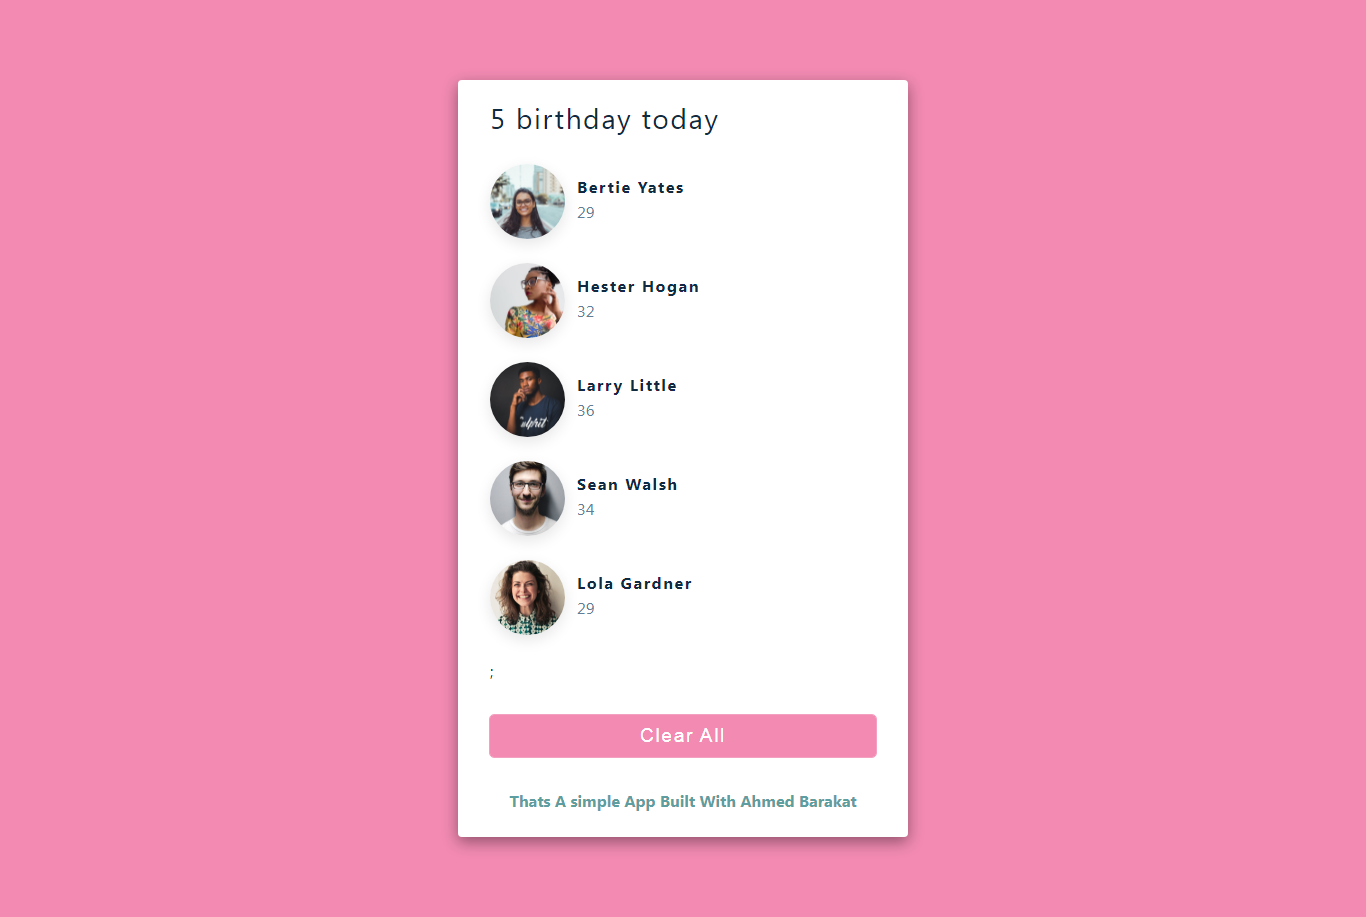 5 birthday today
Bertie Yates
29
Hester Hogan
32
Larry Little
36
Sean Walsh
34
Lola Gardner
29
;
Clear All
Thats A simple App Built With Ahmed Barakat